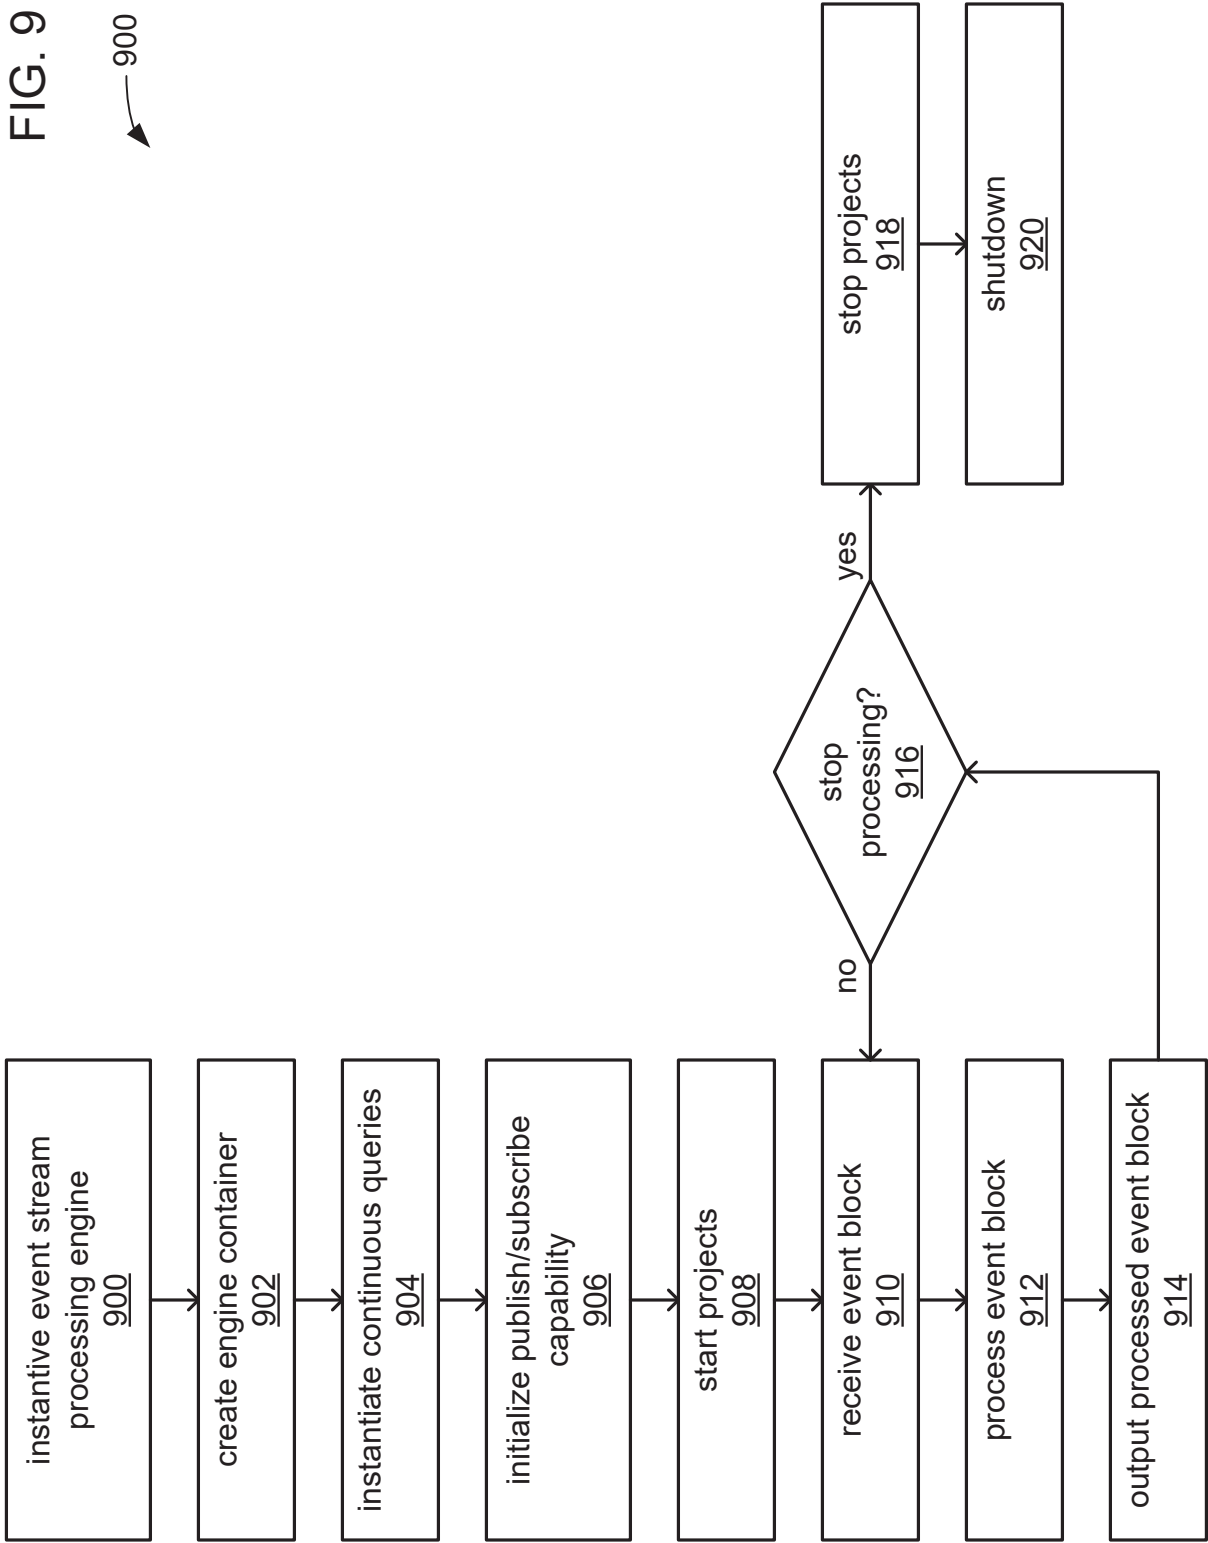 FIG. 9
900
instantive event stream
processing engine
900
create engine container
902
instantiate continuous queries
904
initialize publish/subscribe
capability
906
start projects
908
receive event block
910
process event block
912
output processed event block
914
no
stop
processing?
916
yes
stop projects
918
shutdown
920